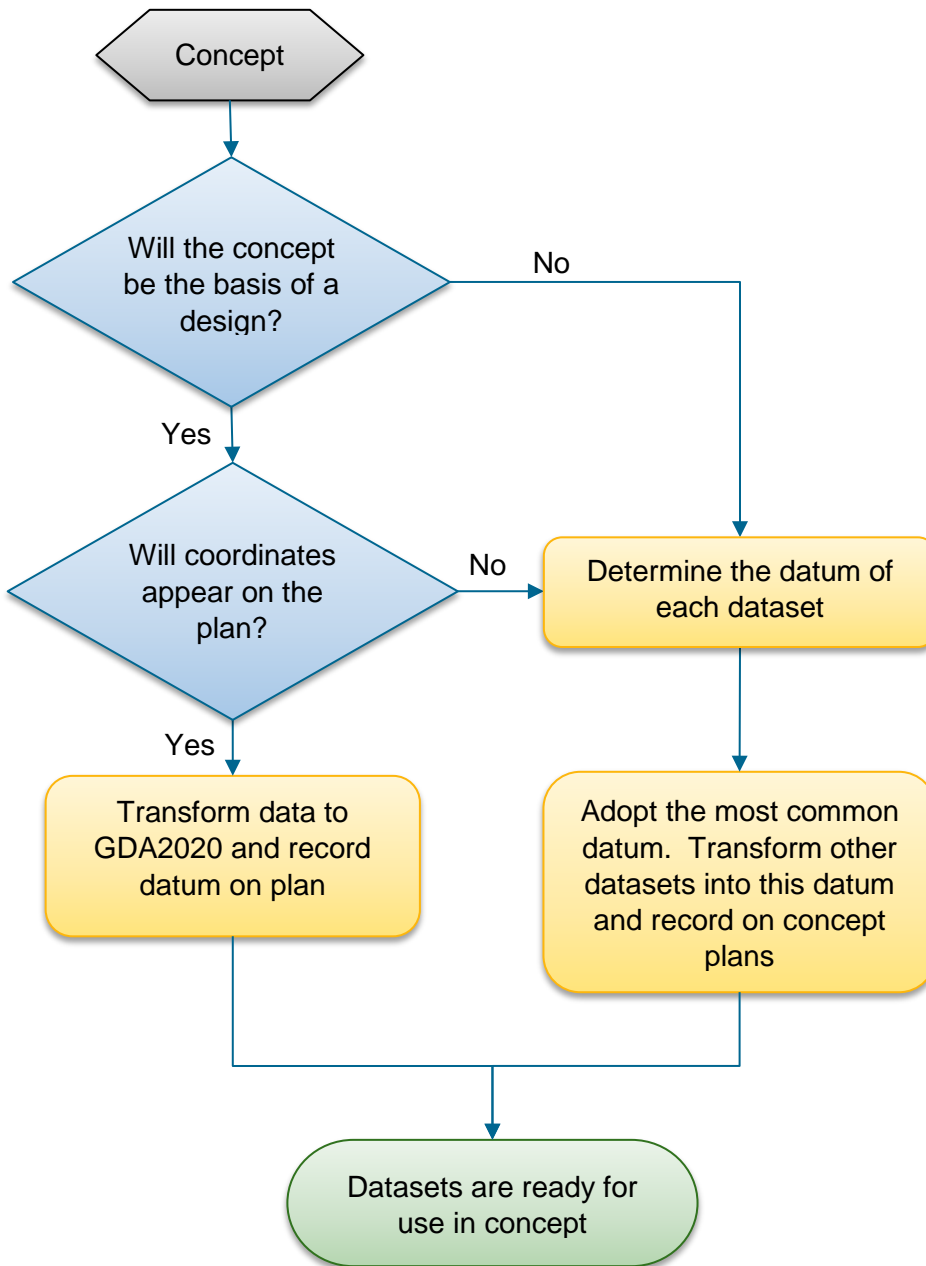 Concept
Will the concept
be the basis of a
design?
No
Yes
Will coordinates
appear on the
plan?
No
Determine the datum of
each dataset
Yes
Transform data to
GDA2020 and record
datum on plan
Adopt the most common
datum.  Transform other
datasets into this datum
and record on concept
plans
Datasets are ready for
use in concept